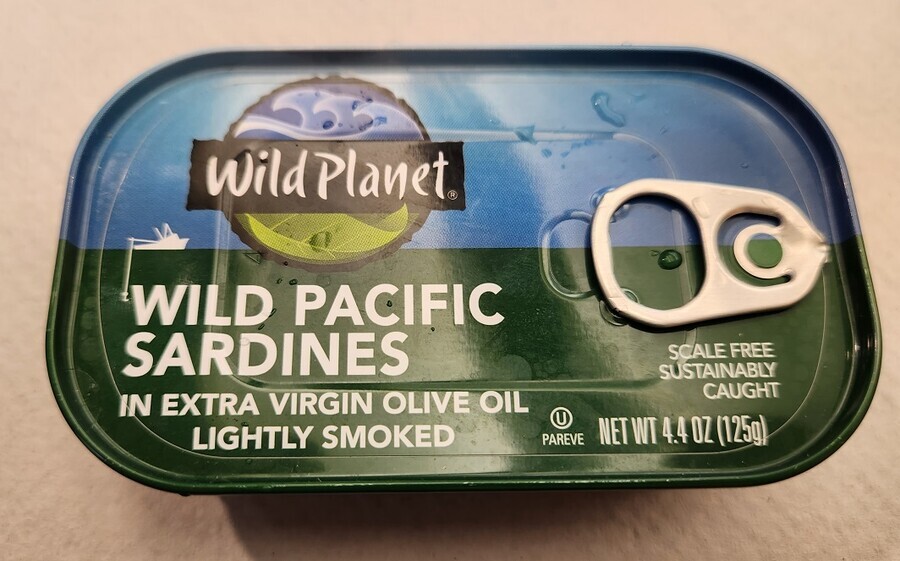 Wild Planet®
WILD PACIFIC
SARDINES
IN EXTRA VIRGIN OLIVE OIL
LIGHTLY SMOKED
SCALE FREE
SUSTAINABLY
CAUGHT
U
PAREVE
NET WT 4.4 OZ (125g)